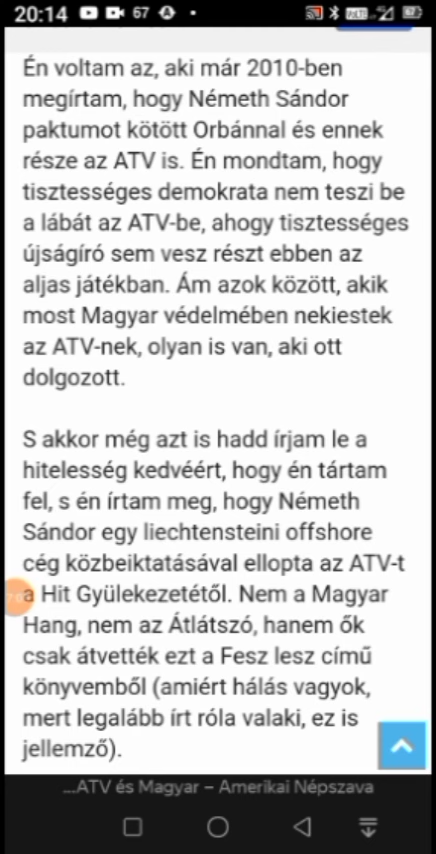 20:14
67
Én voltam az, aki már 2010-ben
megírtam, hogy Németh Sándor
paktumot kötött Orbánnal és ennek
része az ATV is. Én mondtam, hogy
tisztességes demokrata nem teszi be
a lábát az ATV-be, ahogy tisztességes
újságíró sem vesz részt ebben az
aljas játékban. Ám azok között, akik
most Magyar védelmében nekiestek
az ATV-nek, olyan is van, aki ott
dolgozott.
S akkor még azt is hadd írjam le a
hitelesség kedvéért, hogy én tártam
fel, s én írtam meg, hogy Németh
Sándor egy liechtensteini offshore
cég közbeiktatásával ellopta az ATV-t
a Hit Gyülekezetétől. Nem a Magyar
Hang, nem az Átlátszó, hanem ők
csak átvették ezt a Fesz lesz című
könyvemből (amiért hálás vagyok,
mert legalább írt róla valaki, ez is
jellemző).
...ATV és Magyar – Amerikai Népszava